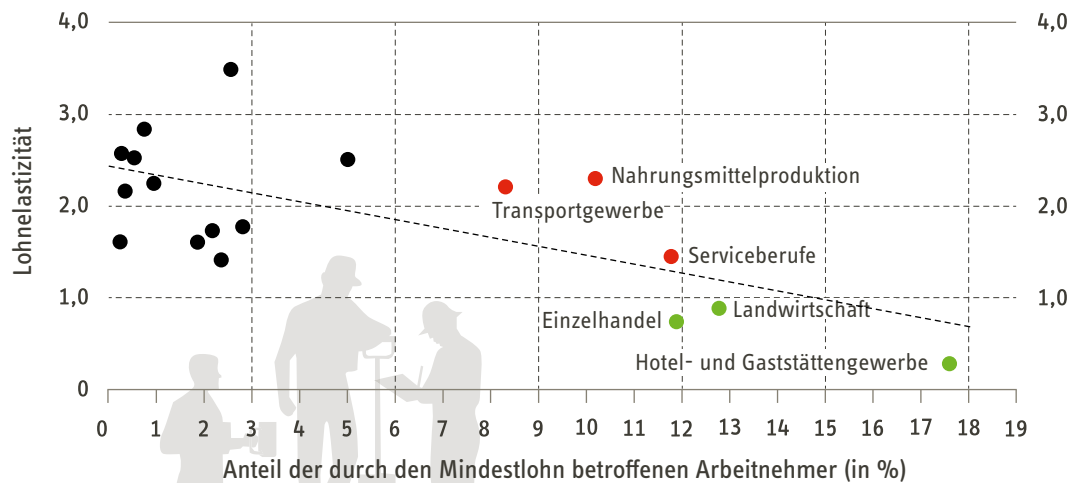 4,0 4,0
3,0 3,0
2,0 2,0
1,0 1,0
0
Lohnelastizität
Nahrungsmittelproduktion
Transportgewerbe
Serviceberufe
Landwirtschaft
Einzelhandel
Hotel- und Gaststättengewerbe
0 1 2 3 4 5 6 7 8 9 10 11 12 13 14 15 16 17 18 19
Anteil der durch den Mindestlohn betroffenen Arbeitnehmer (in %)